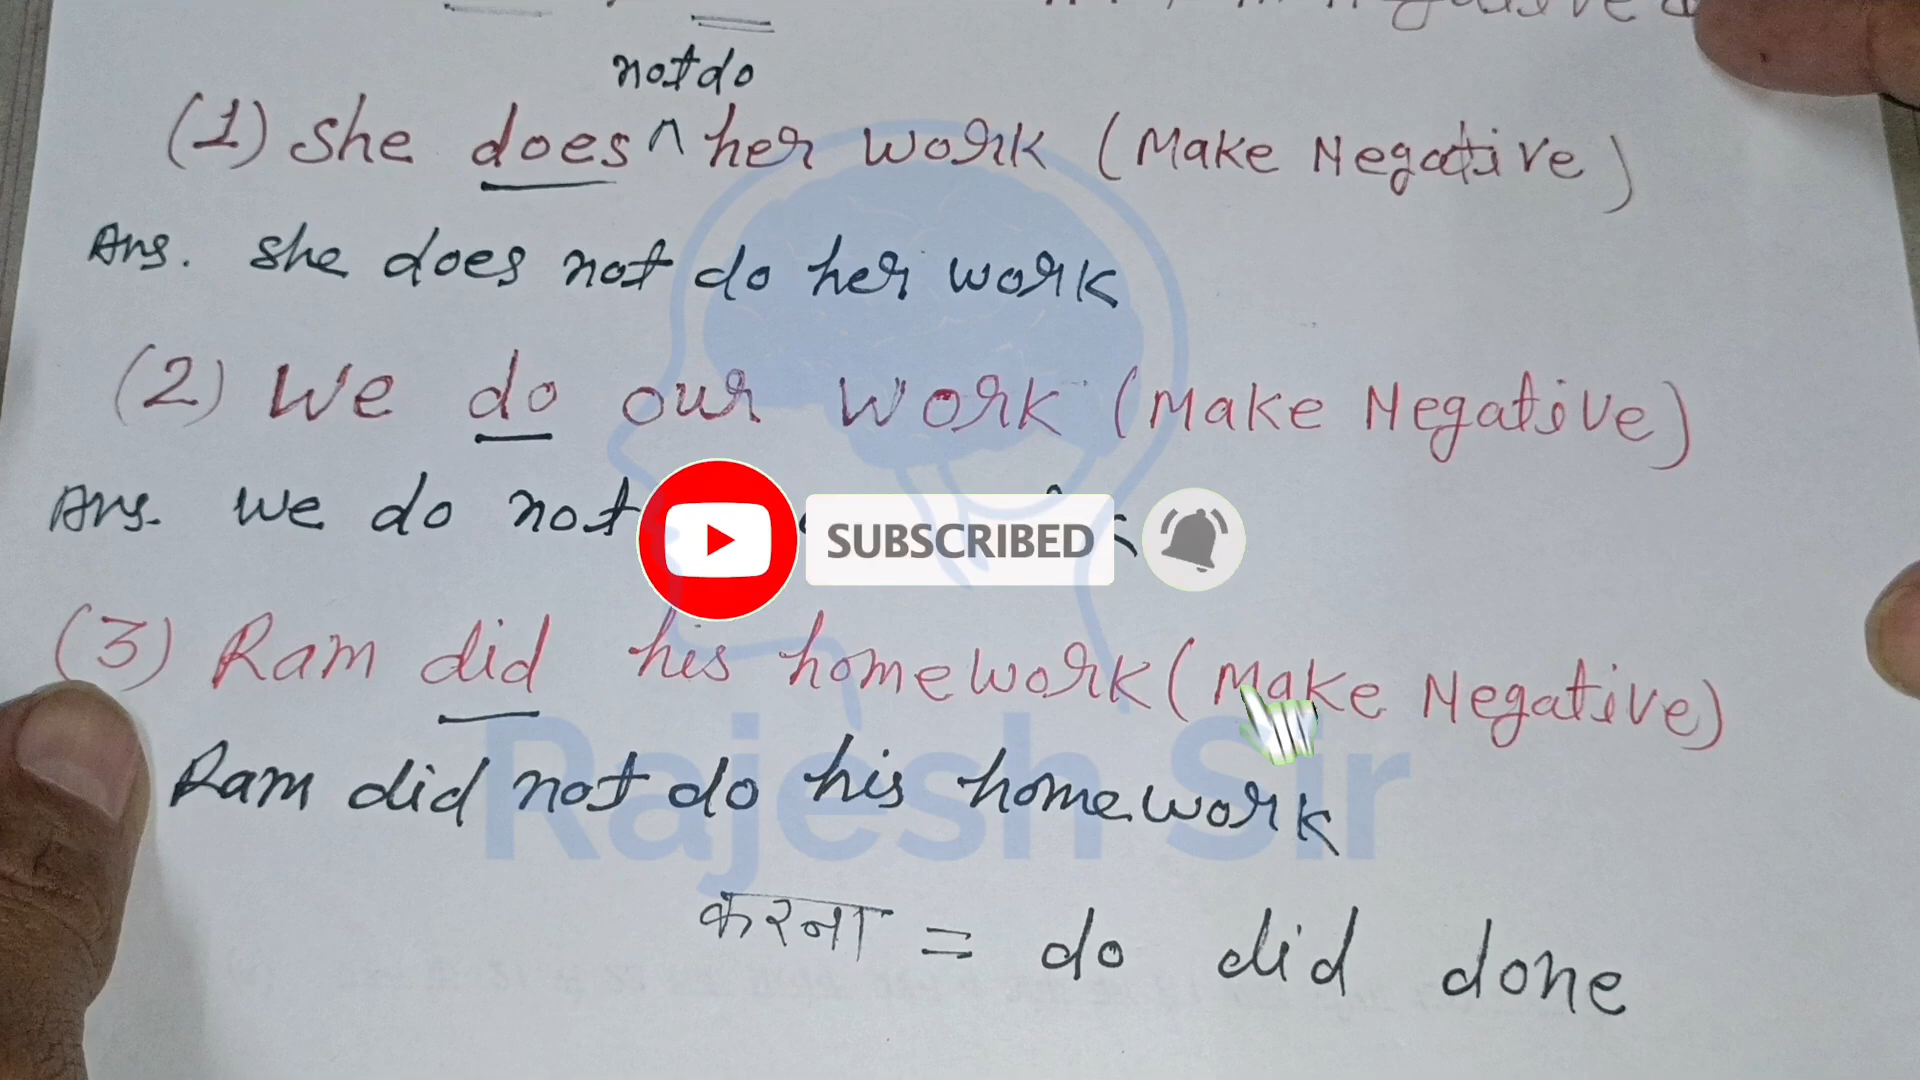 not do
(1) She does ^ her work (Make Negative)
Ans. She does not do her work
(2) We do our work (Make Negative)
Ans. We do not
SUBSCRIBED
(3) Ram did his homework (Make Negative)
Rajesh Sir
Ram did not do his homework
करना = do did done